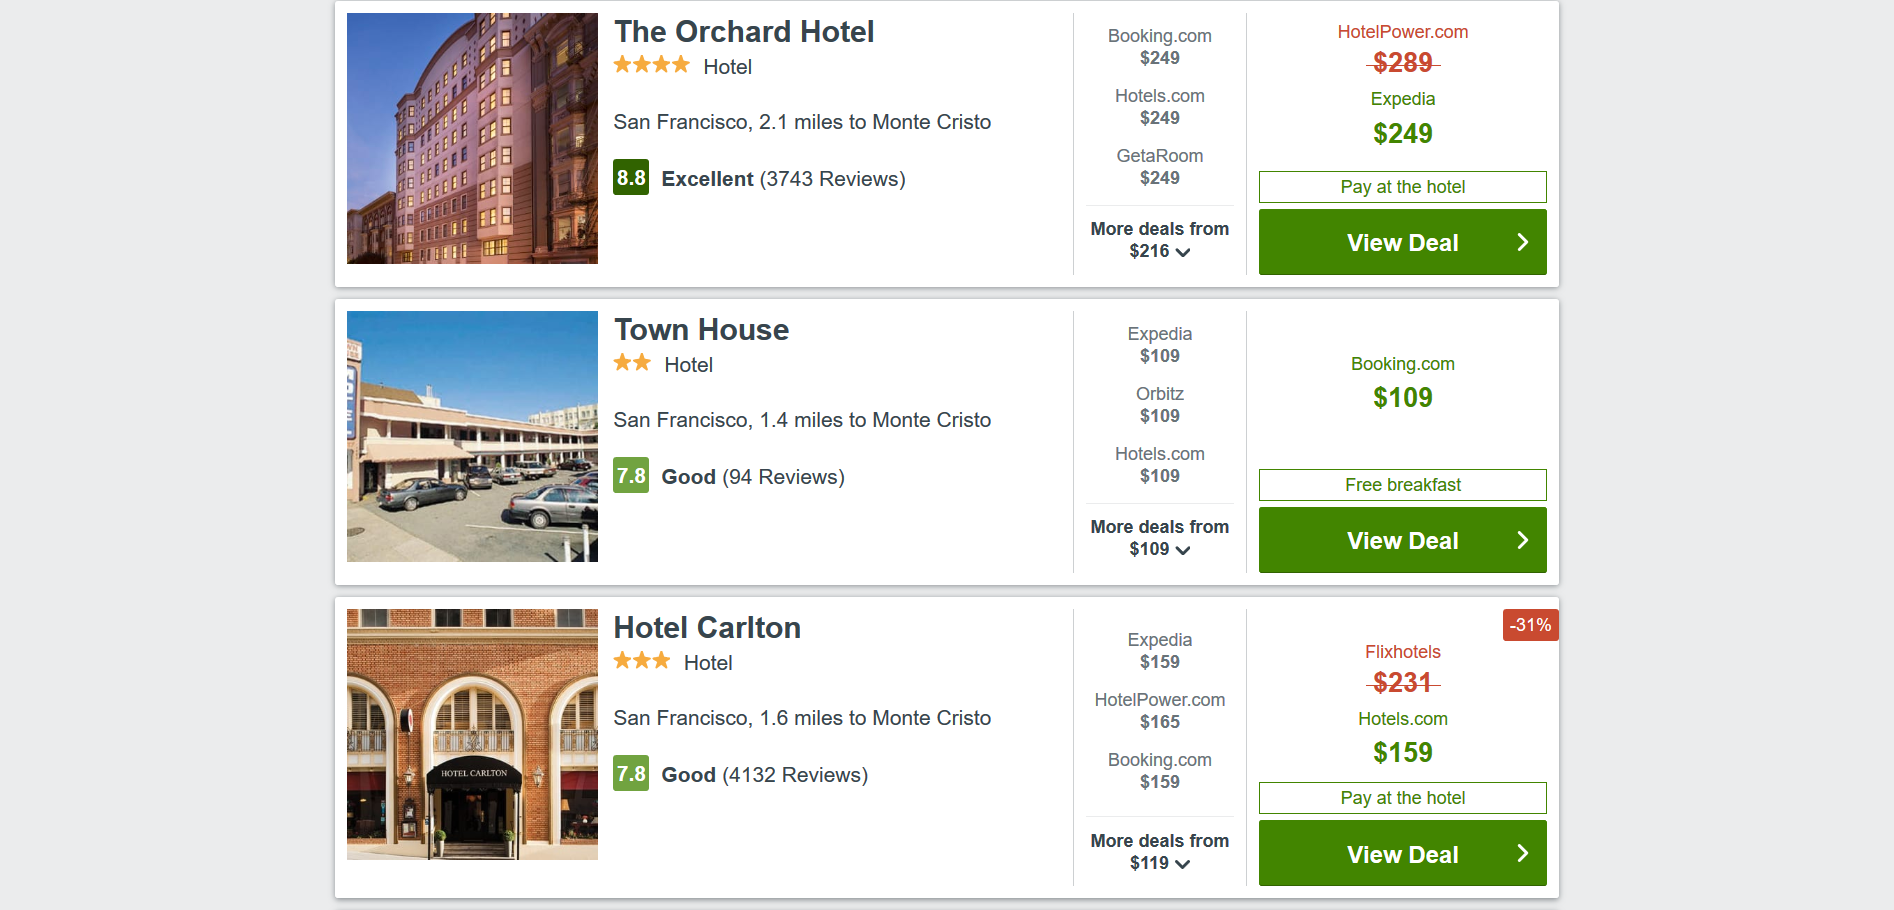 The Orchard Hotel
Hotel
San Francisco, 2.1 miles to Monte Cristo
8.8 Excellent (3743 Reviews)
Booking.com
$249
Hotels.com
$249
GetaRoom
$249
More deals from
$216
HotelPower.com
$289
Expedia
$249
Pay at the hotel
View Deal
Town House
Hotel
San Francisco, 1.4 miles to Monte Cristo
7.8 Good (94 Reviews)
Expedia
$109
Orbitz
$109
Hotels.com
$109
More deals from
$109
Booking.com
$109
Free breakfast
View Deal
HOTEL CARLTON
Hotel Carlton
Hotel
San Francisco, 1.6 miles to Monte Cristo
7.8 Good (4132 Reviews)
Expedia
$159
HotelPower.com
$165
Booking.com
$159
More deals from
$119
-31%
Flixhotels
$231
Hotels.com
$159
Pay at the hotel
View Deal